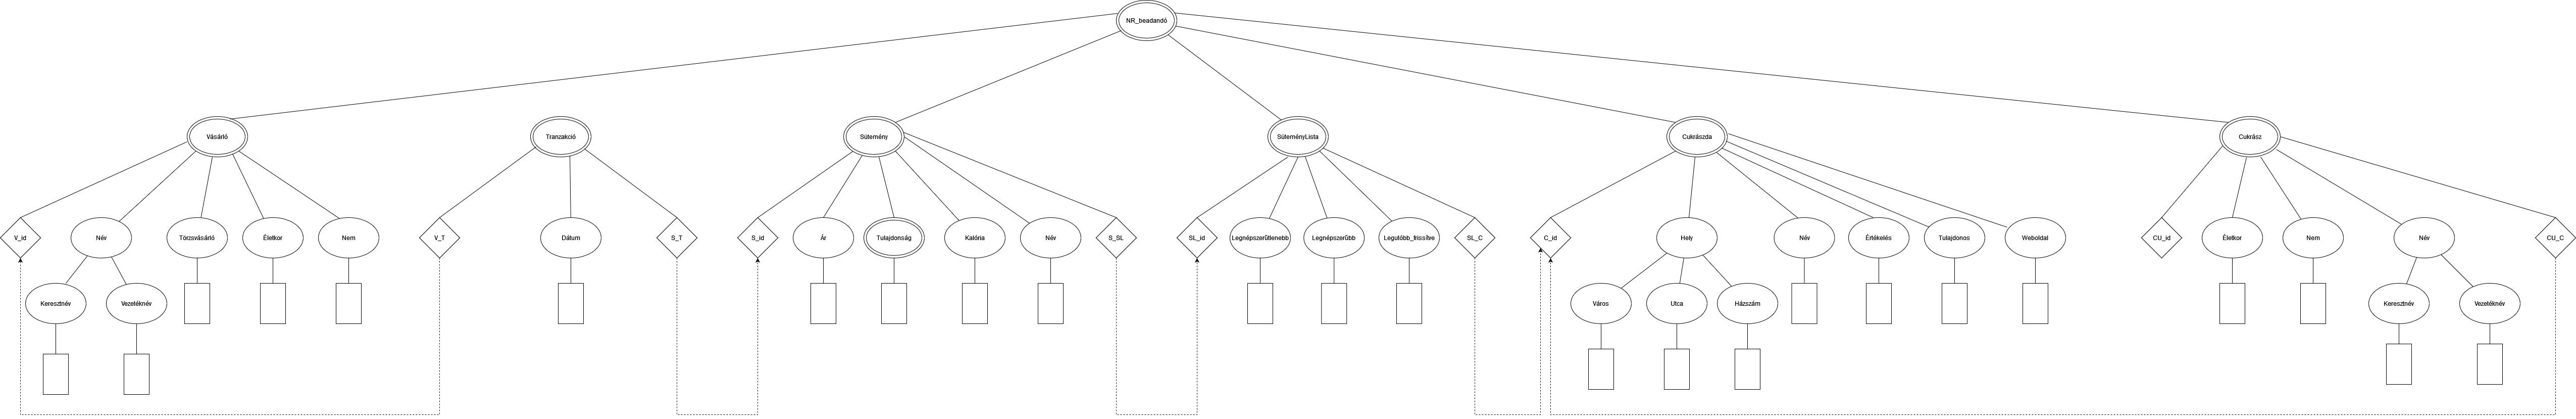 NR_beadandó
Vásárló
Tranzakció
Sütemény
SüteményLista
Cukrászda
Cukrász
V_id
Név
Törzsvásárló
Életkor
Nem
V_T
Dátum
S_T
S_id
Ár
Tulajdonság
Kalória
Név
S_SL
SL_id
Legnépszerűtlenebb
Legnépszerűbb
Legutóbb_frissítve
SL_C
C_id
Hely
Név
Értékelés
Tulajdonos
Weboldal
CU_id
Életkor
Nem
Név
CU_C
Keresztnév
Vezetéknév
Város
Utca
Házszám
Keresztnév
Vezetéknév